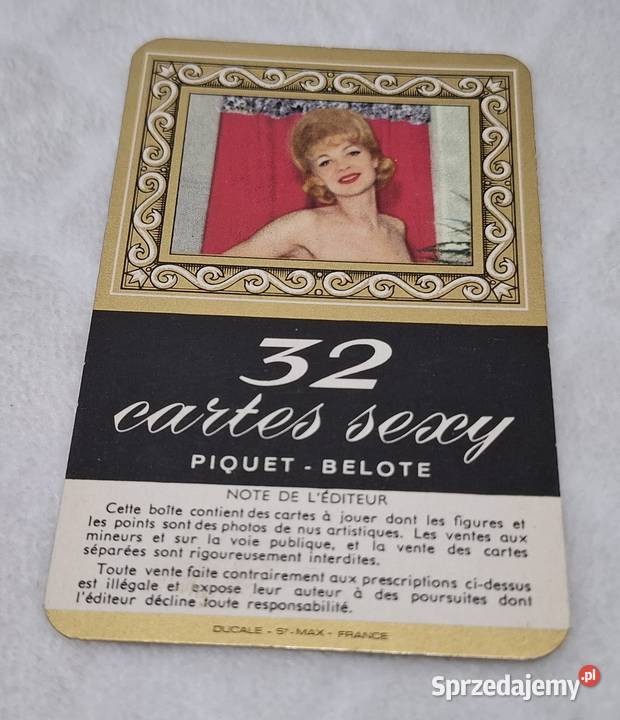 32
cartes sexy
PIQUET - BELOTE
NOTE DE L'ÉDITEUR
Cette boîte contient des cartes à jouer dont les figures et
les points sont des photos de nus artistiques. Les ventes aux
mineurs et sur la voie publique, et la vente des cartes
séparées sont rigoureusement interdites.
Toute vente faite contrairement aux prescriptions ci-dessus
est illégale et expose leur auteur à des poursuites dont
l'éditeur décline toute responsabilité.
DUCALE - St-MAX - FRANCE
Sprzedajemy.pl